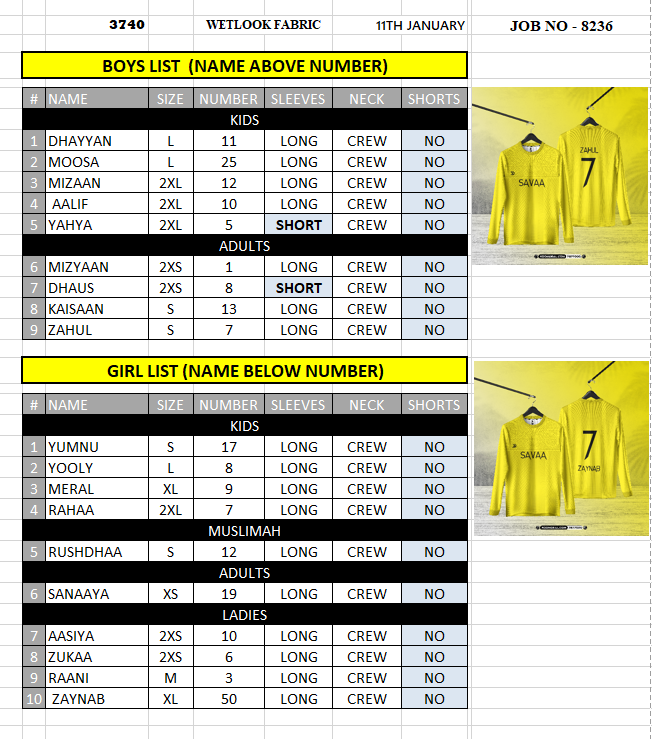 3740 WETLOOK FABRIC 11TH JANUARY JOB NO - 8236
BOYS LIST (NAME ABOVE NUMBER)
# NAME SIZE NUMBER SLEEVES NECK SHORTS
KIDS
1 DHAYYAN L 11 LONG CREW NO
2 MOOSA L 25 LONG CREW NO
3 MIZAAN 2XL 12 LONG CREW NO
4 AALIF 2XL 10 LONG CREW NO
5 YAHYA 2XL 5 SHORT CREW NO
ADULTS
6 MIZYAAN 2XS 1 LONG CREW NO
7 DHAUS 2XS 8 SHORT CREW NO
8 KAISAAN S 13 LONG CREW NO
9 ZAHUL S 7 LONG CREW NO
SAVAA
ZAHUL
7
GIRL LIST (NAME BELOW NUMBER)
# NAME SIZE NUMBER SLEEVES NECK SHORTS
KIDS
1 YUMNU S 17 LONG CREW NO
2 YOOLY L 8 LONG CREW NO
3 MERAL XL 9 LONG CREW NO
4 RAHAA 2XL 7 LONG CREW NO
MUSLIMAH
5 RUSHDHAA S 12 LONG CREW NO
ADULTS
6 SANAAYA XS 19 LONG CREW NO
LADIES
7 AASIYA 2XS 10 LONG CREW NO
8 ZUKAA 2XS 6 LONG CREW NO
9 RAANI M 3 LONG CREW NO
10 ZAYNAB XL 50 LONG CREW NO
SAVAA
7
ZAYNAB